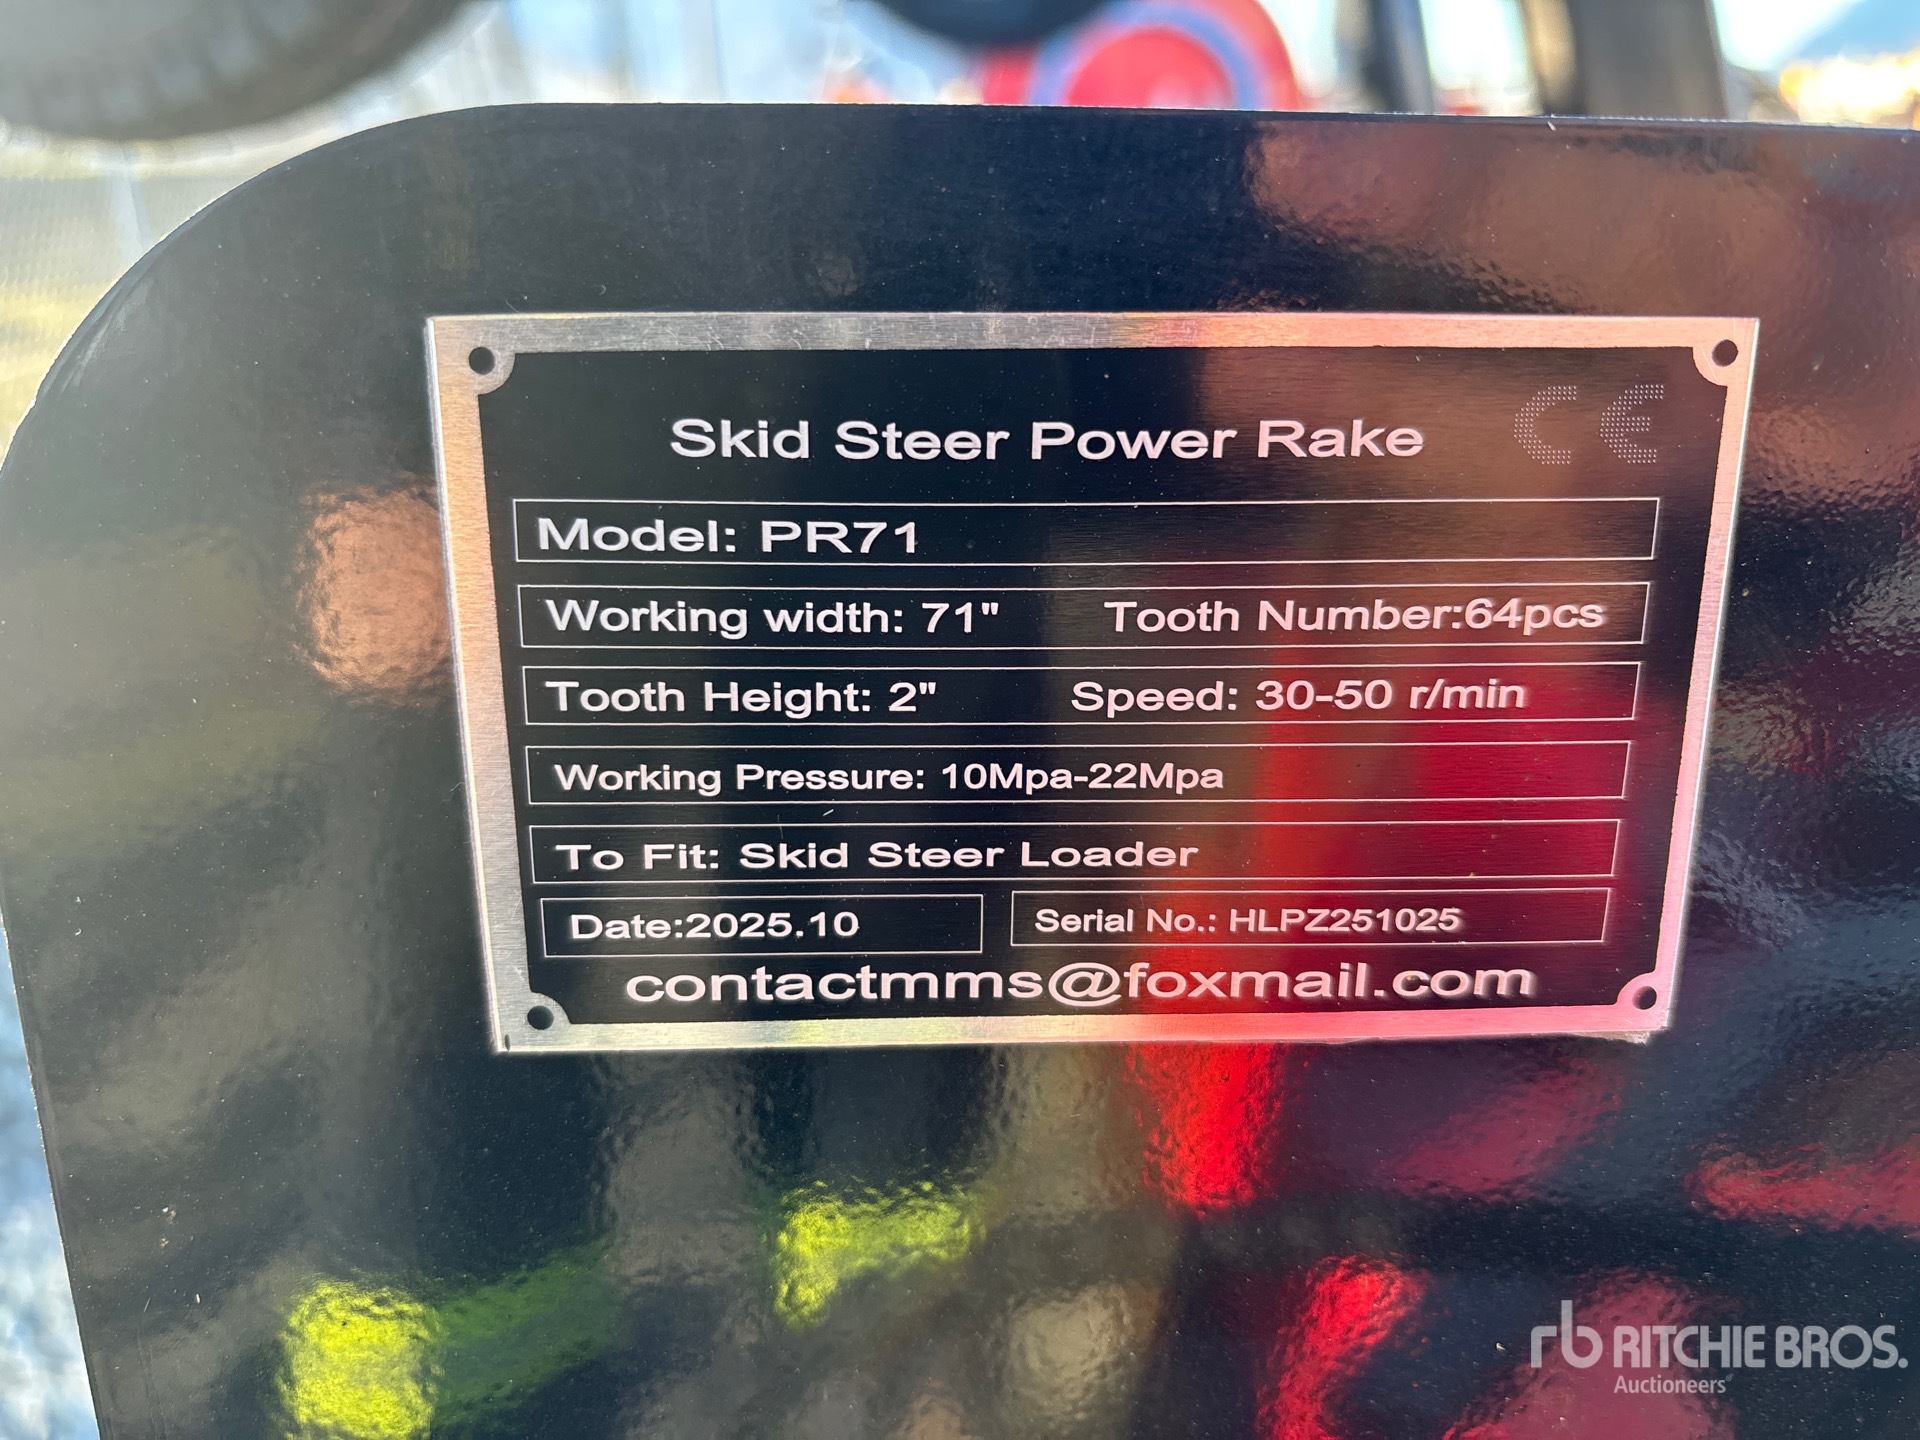 CE
Skid Steer Power Rake
Model: PR71
Working width: 71" Tooth Number:64pcs
Tooth Height: 2" Speed: 30-50 r/min
Working Pressure: 10Mpa-22Mpa
To Fit: Skid Steer Loader
Date:2025.10 Serial No.: HLPZ251025
contactmms@foxmail.com
rb RITCHIE BROS.
Auctioneers